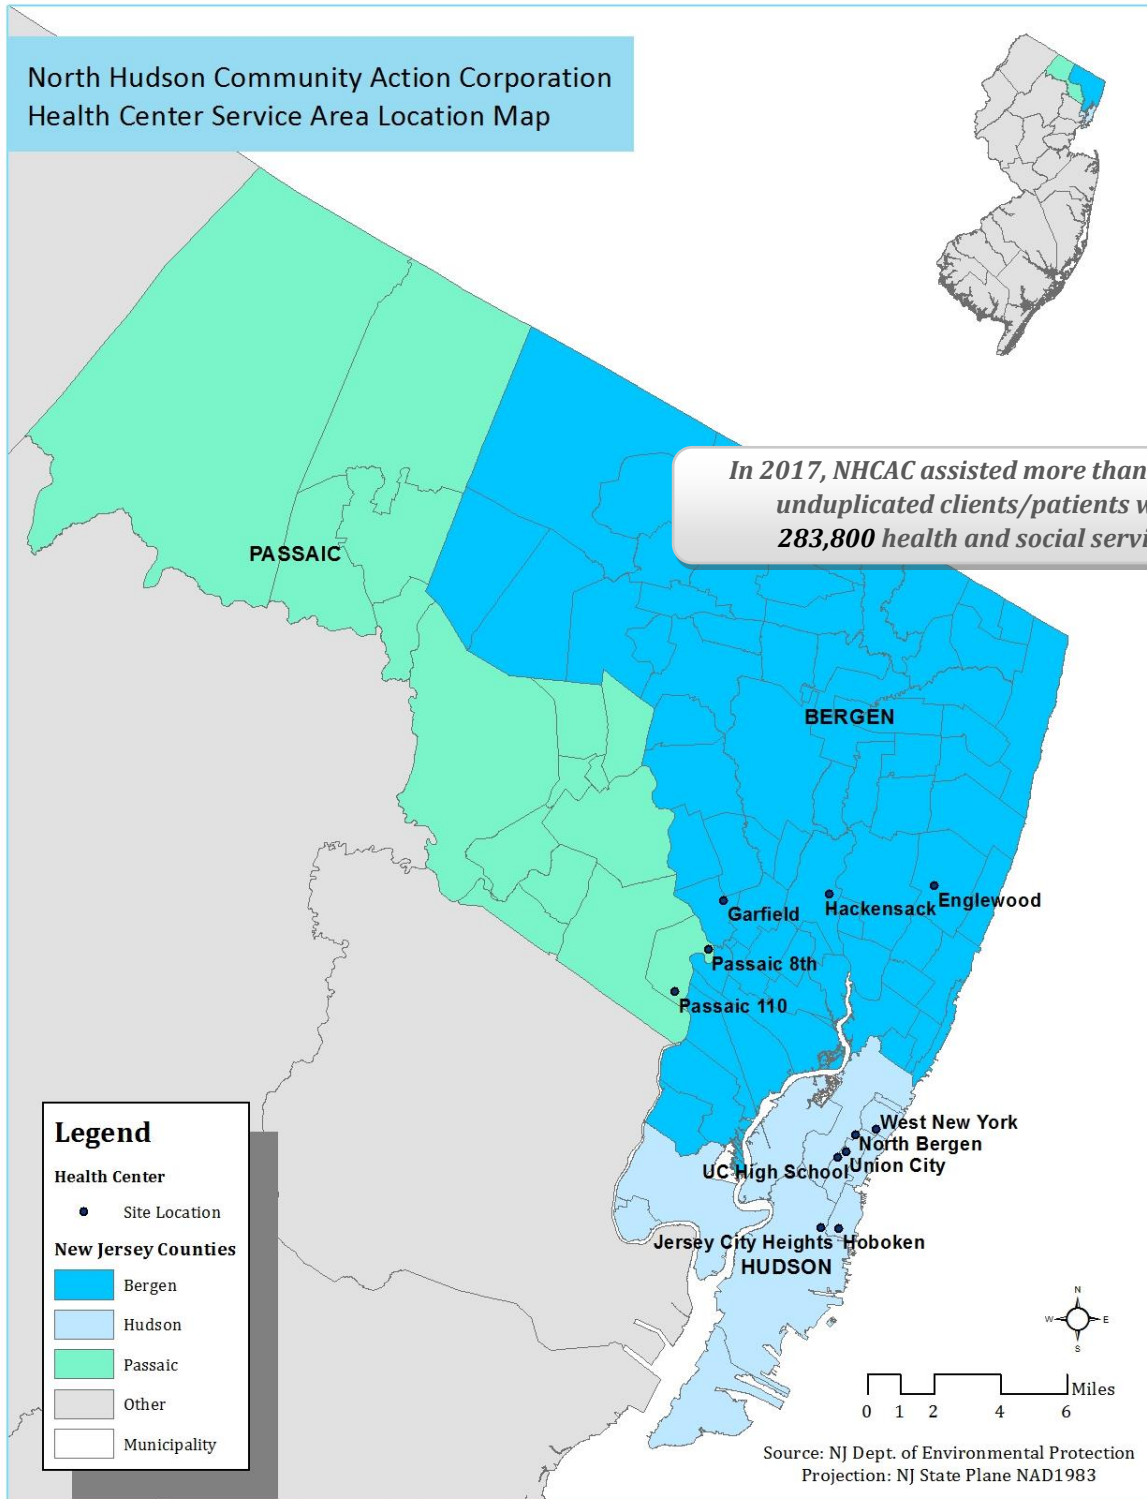 North Hudson Community Action Corporation
Health Center Service Area Location Map
In 2017, NHCAC assisted more than
unduplicated clients/patients
283,800 health and social
PASSAIC
BERGEN
Garfield
Hackensack
Englewood
Passaic 8th
Passaic 110
West New York
North Bergen
Union City
UC High School
Jersey City Heights
Hoboken
HUDSON
Legend
Health Center
Site Location
New Jersey Counties
Bergen
Hudson
Passaic
Other
Municipality
N
W
E
S
Miles
0 1 2 4 6
Source: NJ Dept. of Environmental Protection
Projection: NJ State Plane NAD1983